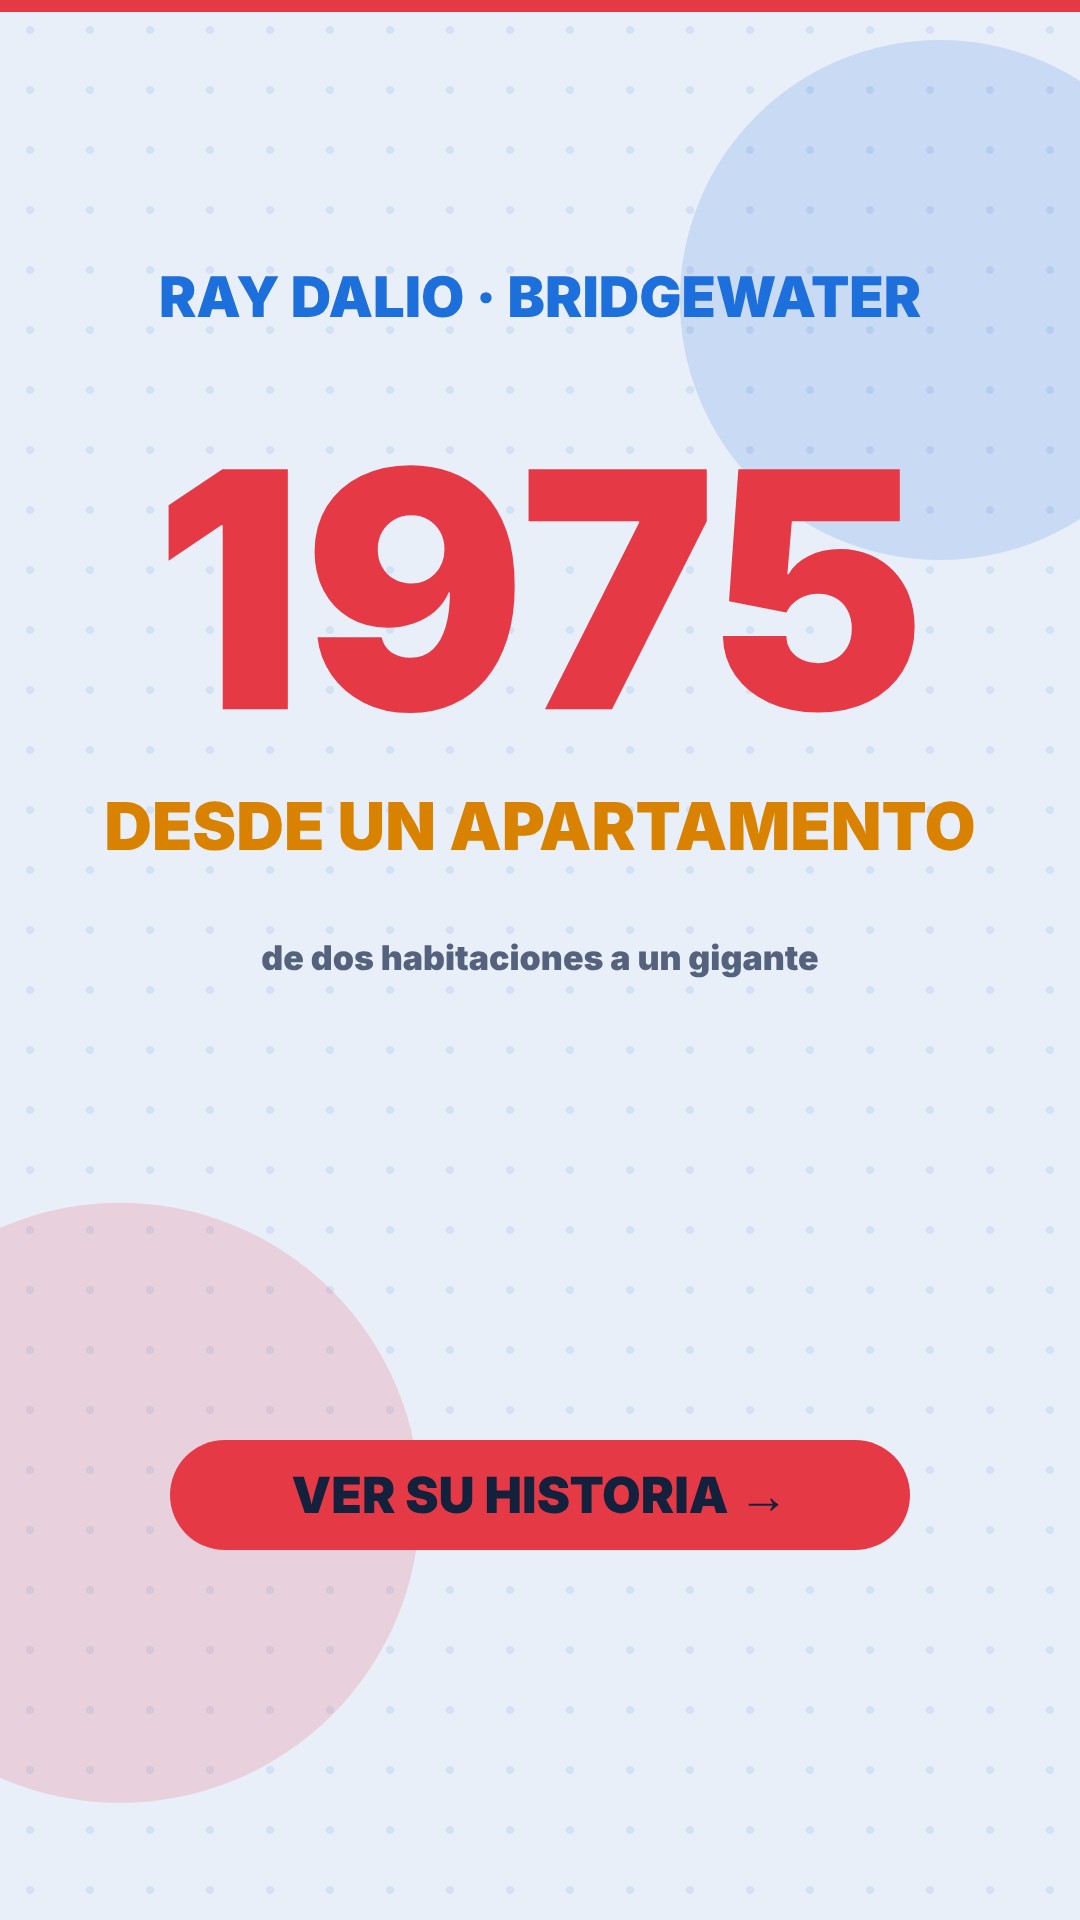 RAY DALIO · BRIDGEWATER
1975
DESDE UN APARTAMENTO
de dos habitaciones a un gigante
VER SU HISTORIA →